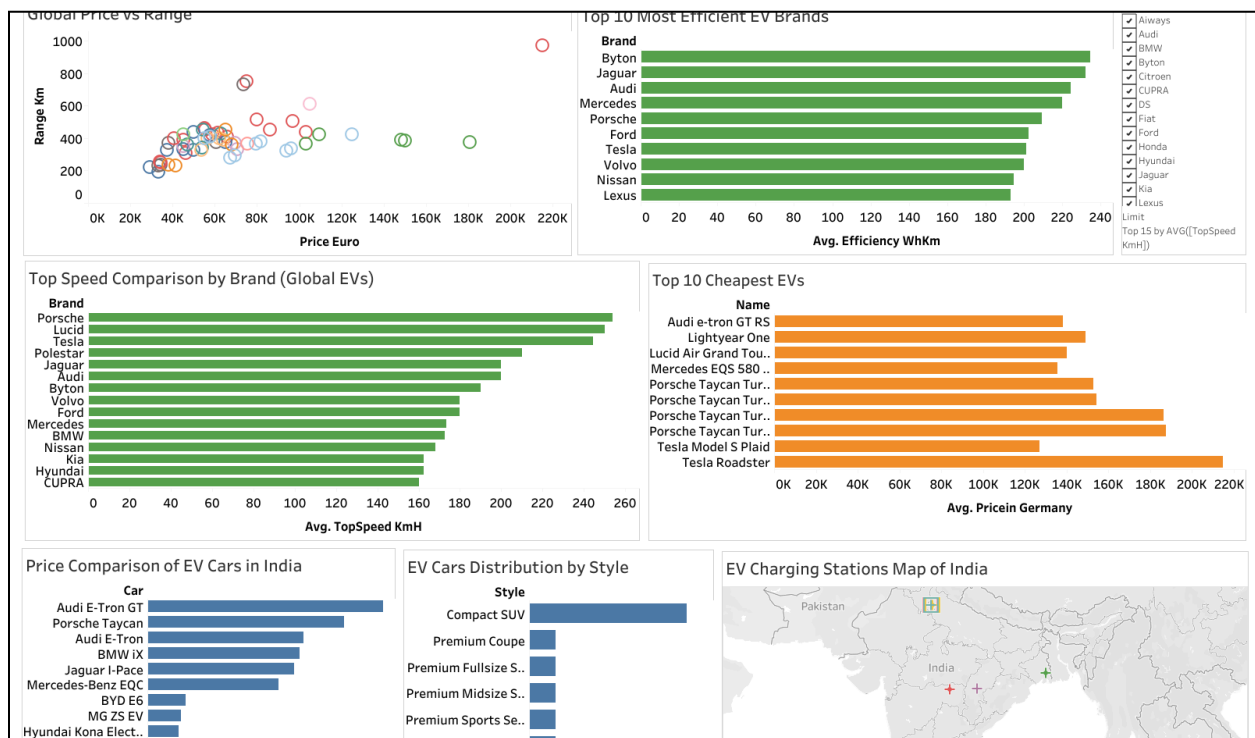 Global Price vs Range
1000
800
600
400
200
0
Range Km
0K 20K 40K 60K 80K 100K 120K 140K 160K 180K 200K 220K
Price Euro
Top 10 Most Efficient EV Brands
Brand
Byton
Jaguar
Audi
Mercedes
Porsche
Ford
Tesla
Volvo
Nissan
Lexus
0 20 40 60 80 100 120 140 160 180 200 220 240
Avg. Efficiency WhKm
Aiways
Audi
BMW
Byton
Citroen
CUPRA
DS
Fiat
Ford
Honda
Hyundai
Jaguar
Kia
Lexus
Limit
Top 15 by AVG([TopSpeed
KmH])
Top Speed Comparison by Brand (Global EVs)
Brand
Porsche
Lucid
Tesla
Polestar
Jaguar
Audi
Byton
Volvo
Ford
Mercedes
BMW
Nissan
Kia
Hyundai
CUPRA
0 20 40 60 80 100 120 140 160 180 200 220 240 260
Avg. TopSpeed KmH
Top 10 Cheapest EVs
Name
Audi e-tron GT RS
Lightyear One
Lucid Air Grand Tou..
Mercedes EQS 580 ..
Porsche Taycan Tur..
Porsche Taycan Tur..
Porsche Taycan Tur..
Porsche Taycan Tur..
Tesla Model S Plaid
Tesla Roadster
0K 20K 40K 60K 80K 100K 120K 140K 160K 180K 200K 220K
Avg. Pricein Germany
Price Comparison of EV Cars in India
Car
Audi E-Tron GT
Porsche Taycan
Audi E-Tron
BMW iX
Jaguar I-Pace
Mercedes-Benz EQC
BYD E6
MG ZS EV
Hyundai Kona Elect..
EV Cars Distribution by Style
Style
Compact SUV
Premium Coupe
Premium Fullsize S..
Premium Midsize S..
Premium Sports Se..
EV Charging Stations Map of India
Pakistan
India